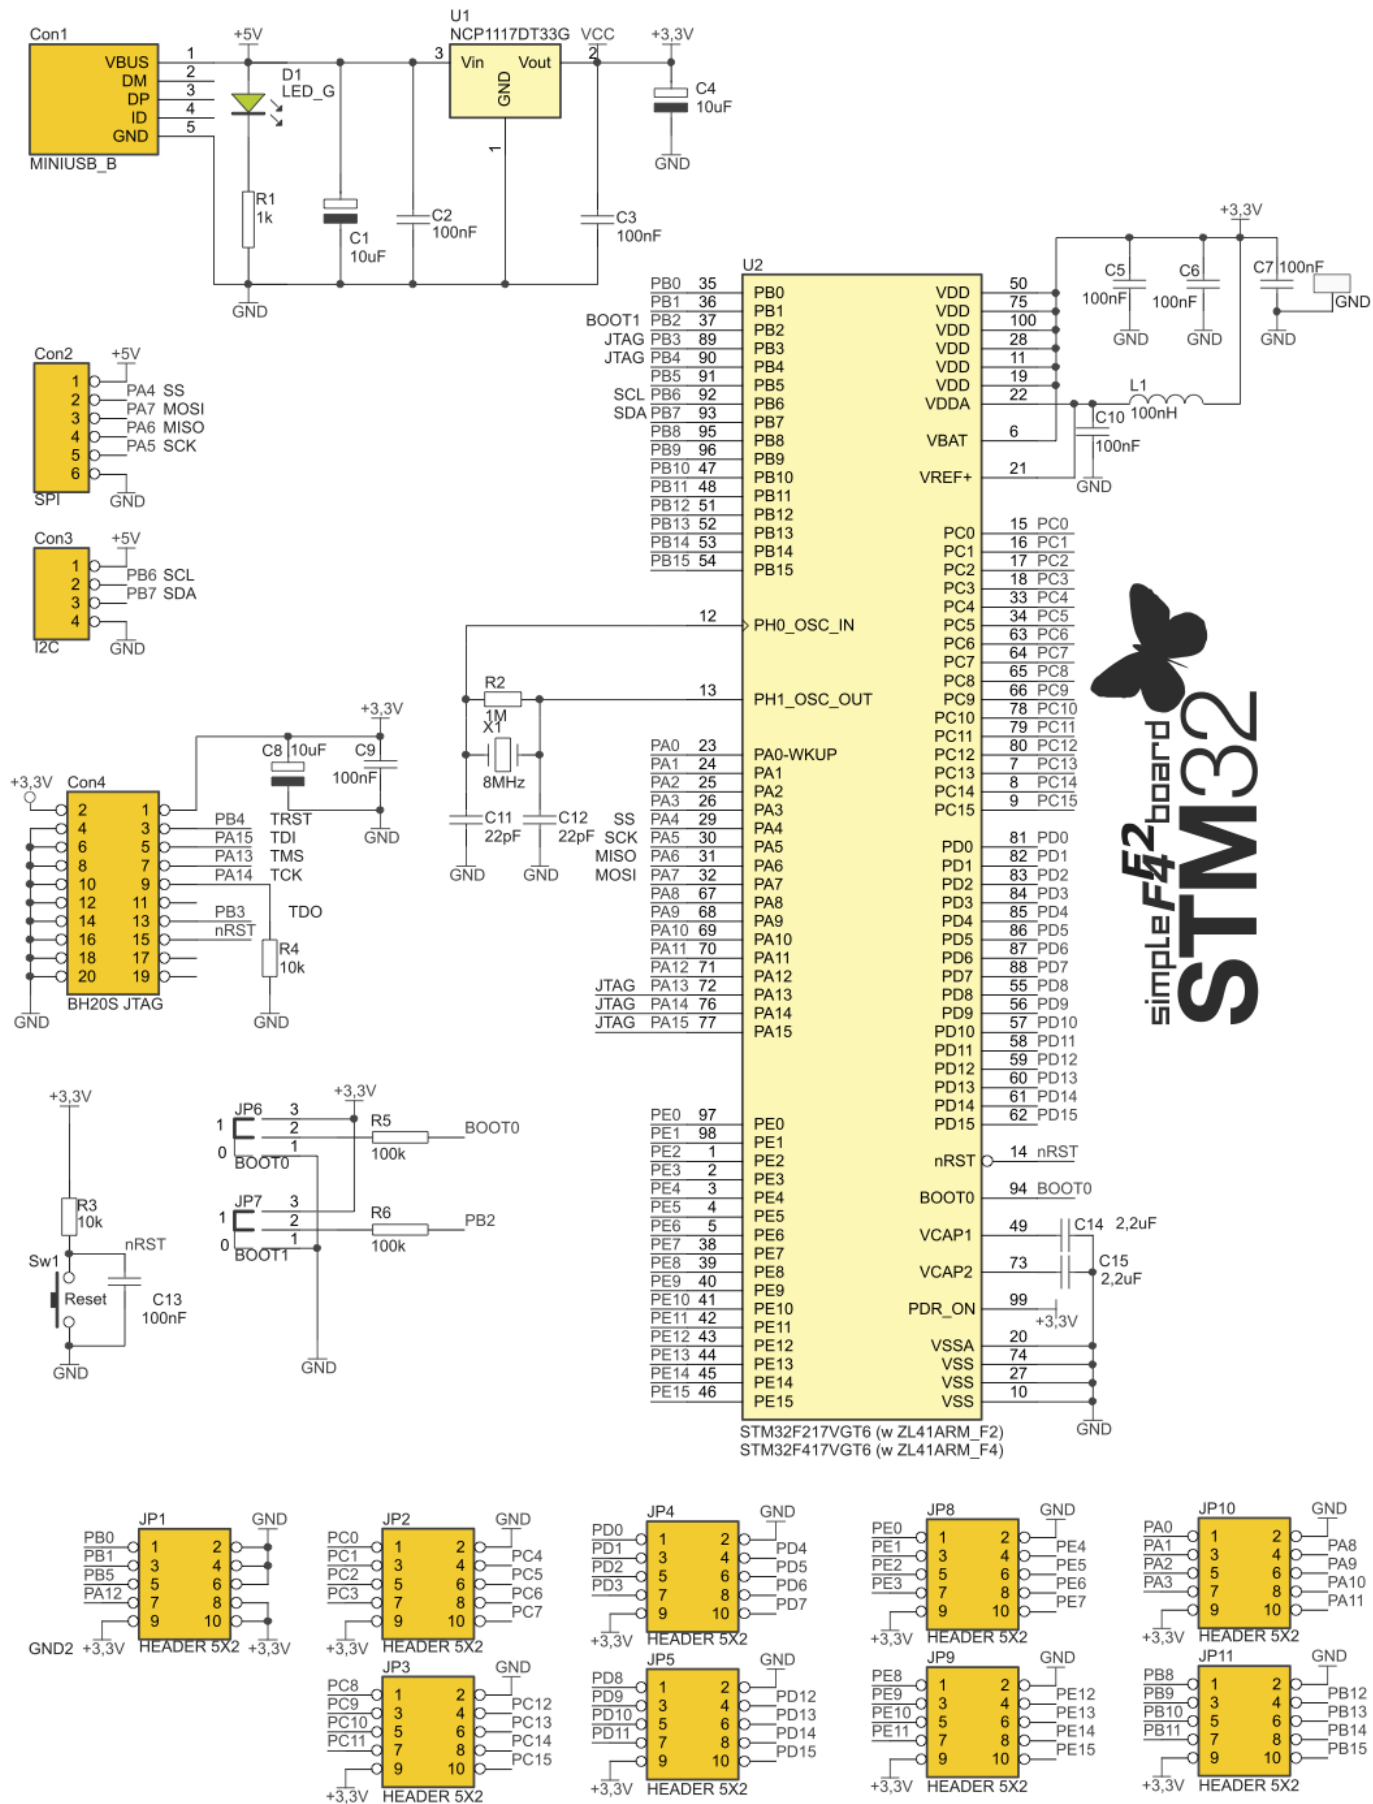 Con1
VBUS 1
DM 2
DP 3
ID 4
GND 5
MINIUSB_B
+5V
D1
LED_G
R1
1k
C1
10uF
C2
100nF
U1
NCP1117DT33G
3 Vin Vout 2
GND
1
VCC
+3,3V
C4
10uF
GND
C3
100nF
GND
Con2
+5V
1
2 PA4 SS
3 PA7 MOSI
4 PA6 MISO
5 PA5 SCK
6
SPI
GND
Con3
+5V
1
2 PB6 SCL
3 PB7 SDA
4
I2C
GND
+3,3V
C8 10uF
C9
100nF
GND
+3,3V
Con4
2 1
4 3 PB4 TRST
6 5 PA15 TDI
8 7 PA13 TMS
10 9 PA14 TCK
12 11
14 13 PB3 TDO
16 15 nRST
18 17
20 19
BH20S JTAG
GND
R4
10k
GND
+3,3V
R3
10k
nRST
Sw1
Reset
C13
100nF
GND
+3,3V
JP6
1 3
2
0 1
BOOT0
R5
100k
BOOT0
JP7
1 3
2
0 1
BOOT1
R6
100k
PB2
GND
R2
1M
X1
8MHz
C11
22pF
C12
22pF
GND
GND
U2
PB0 35 PB0
PB1 36 PB1
BOOT1 PB2 37 PB2
JTAG PB3 89 PB3
JTAG PB4 90 PB4
PB5 91 PB5
SCL PB6 92 PB6
SDA PB7 93 PB7
PB8 95 PB8
PB9 96 PB9
PB10 47 PB10
PB11 48 PB11
PB12 51 PB12
PB13 52 PB13
PB14 53 PB14
PB15 54 PB15
12 PH0_OSC_IN
13 PH1_OSC_OUT
PA0 23 PA0-WKUP
PA1 24 PA1
PA2 25 PA2
PA3 26 PA3
SS PA4 29 PA4
SCK PA5 30 PA5
MISO PA6 31 PA6
MOSI PA7 32 PA7
PA8 67 PA8
PA9 68 PA9
PA10 69 PA10
PA11 70 PA11
PA12 71 PA12
JTAG PA13 72 PA13
JTAG PA14 76 PA14
JTAG PA15 77 PA15
PE0 97 PE0
PE1 98 PE1
PE2 1 PE2
PE3 2 PE3
PE4 3 PE4
PE5 4 PE5
PE6 5 PE6
PE7 38 PE7
PE8 39 PE8
PE9 40 PE9
PE10 41 PE10
PE11 42 PE11
PE12 43 PE12
PE13 44 PE13
PE14 45 PE14
PE15 46 PE15
VDD 50
VDD 75
VDD 100
VDD 28
VDD 11
VDD 19
VDDA 22
VBAT 6
VREF+ 21
PC0 15 PC0
PC1 16 PC1
PC2 17 PC2
PC3 18 PC3
PC4 33 PC4
PC5 34 PC5
PC6 63 PC6
PC7 64 PC7
PC8 65 PC8
PC9 66 PC9
PC10 78 PC10
PC11 79 PC11
PC12 80 PC12
PC13 7 PC13
PC14 8 PC14
PC15 9 PC15
PD0 81 PD0
PD1 82 PD1
PD2 83 PD2
PD3 84 PD3
PD4 85 PD4
PD5 86 PD5
PD6 87 PD6
PD7 88 PD7
PD8 55 PD8
PD9 56 PD9
PD10 57 PD10
PD11 58 PD11
PD12 59 PD12
PD13 60 PD13
PD14 61 PD14
PD15 62 PD15
nRST 14 nRST
BOOT0 94 BOOT0
VCAP1 49 C14 2,2uF
VCAP2 73 C15 2,2uF
PDR_ON 99 +3,3V
VSSA 20
VSS 74
VSS 27
VSS 10
GND
STM32F217VGT6 (w ZL41ARM_F2)
STM32F417VGT6 (w ZL41ARM_F4)
+3,3V
C5
100nF
GND
C6
100nF
GND
C7 100nF
GND
GND
L1
100nH
C10
100nF
GND
simple F2 F4 board
STM32
JP1 GND
PB0 1 2
PB1 3 4
PB5 5 6
PA12 7 8
9 10
GND2 +3,3V HEADER 5X2 +3,3V
JP2 GND
PC0 1 2
PC1 3 4 PC4
PC2 5 6 PC5
PC3 7 8 PC6
9 10 PC7
+3,3V HEADER 5X2
JP4 GND
PD0 1 2
PD1 3 4 PD4
PD2 5 6 PD5
PD3 7 8 PD6
9 10 PD7
+3,3V HEADER 5X2
JP8 GND
PE0 1 2
PE1 3 4 PE4
PE2 5 6 PE5
PE3 7 8 PE6
9 10 PE7
+3,3V HEADER 5X2
JP10 GND
PA0 1 2
PA1 3 4 PA8
PA2 5 6 PA9
PA3 7 8 PA10
9 10 PA11
+3,3V HEADER 5X2
JP3 GND
PC8 1 2
PC9 3 4 PC12
PC10 5 6 PC13
PC11 7 8 PC14
9 10 PC15
+3,3V HEADER 5X2
JP5 GND
PD8 1 2
PD9 3 4 PD12
PD10 5 6 PD13
PD11 7 8 PD14
9 10 PD15
+3,3V HEADER 5X2
JP9 GND
PE8 1 2
PE9 3 4 PE12
PE10 5 6 PE13
PE11 7 8 PE14
9 10 PE15
+3,3V HEADER 5X2
JP11 GND
PB8 1 2
PB9 3 4 PB12
PB10 5 6 PB13
PB11 7 8 PB14
9 10 PB15
+3,3V HEADER 5X2